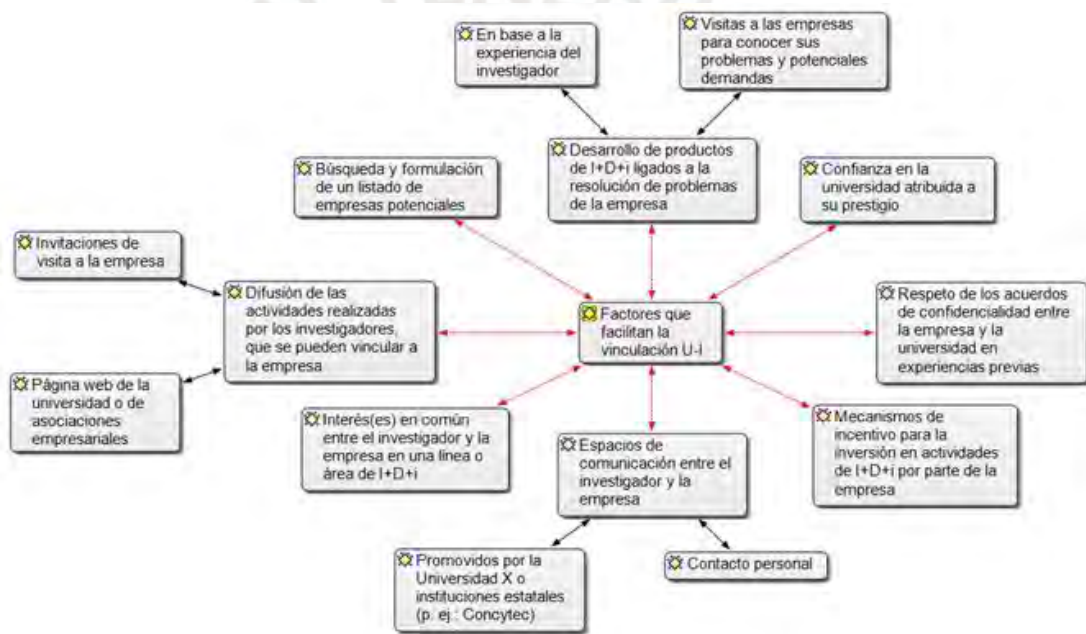 En base a la
experiencia del
investigador
Visitas a las empresas
para conocer sus
problemas y potenciales
demandas
Búsqueda y formulación
de un listado de
empresas potenciales
Desarrollo de productos
de I+D+i ligados a la
resolución de problemas
de la empresa
Confianza en la
universidad atribuida a
su prestigio
Invitaciones de
visita a la empresa
Difusión de las
actividades realizadas
por los investigadores,
que se pueden vincular a
la empresa
Factores que
facilitan la
vinculación U-I
Respeto de los acuerdos
de confidencialidad entre
la empresa y la
universidad en
experiencias previas
Página web de la
universidad o de
asociaciones
empresariales
Interés(es) en común
entre el investigador y la
empresa en una línea o
área de I+D+i
Espacios de
comunicación entre el
investigador y la
empresa
Mecanismos de
incentivo para la
inversión en actividades
de I+D+i por parte de la
empresa
Promovidos por la
Universidad X o
instituciones estatales
(p. ej.: Concytec)
Contacto personal